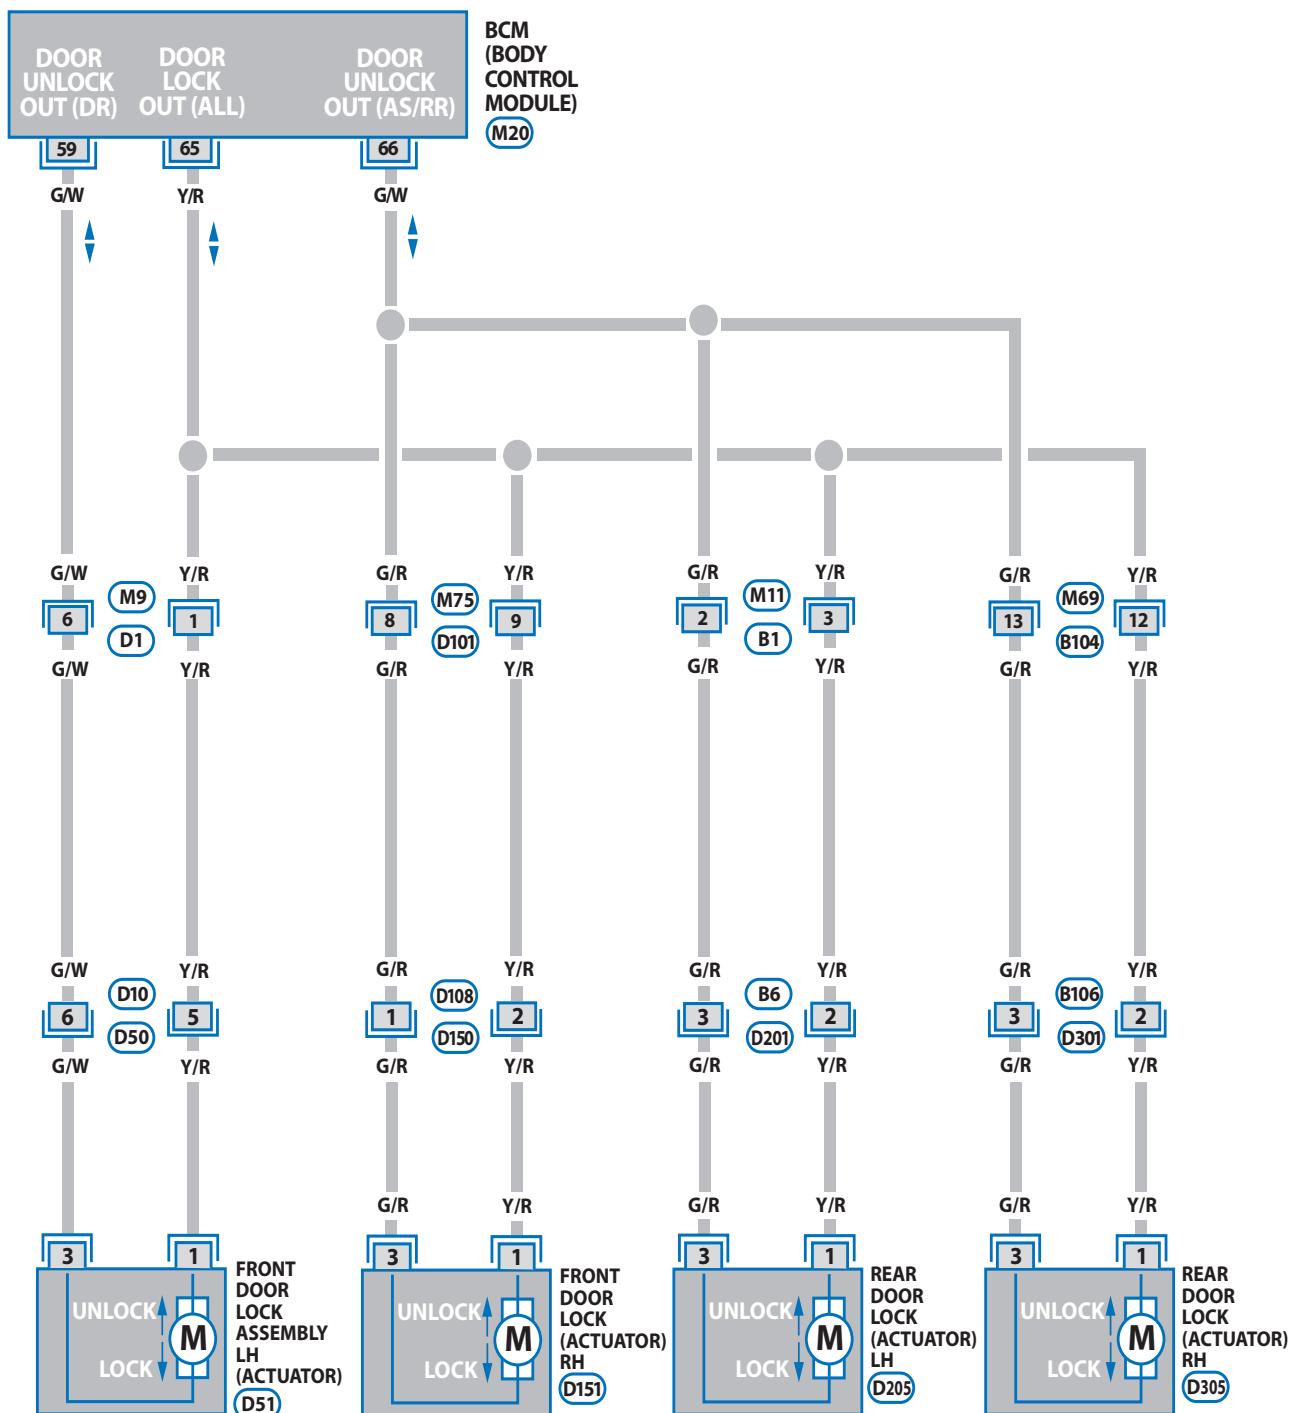 DOOR
UNLOCK
OUT (DR)
DOOR
LOCK
OUT (ALL)
DOOR
UNLOCK
OUT (AS/RR)
BCM
(BODY
CONTROL
MODULE)
M20
59
65
66
G/W
Y/R
G/W
G/W
Y/R
G/R
Y/R
G/R
Y/R
G/R
Y/R
6
M9
D1
1
8
M75
D101
9
2
M11
B1
3
13
M69
B104
12
G/W
Y/R
G/R
Y/R
G/R
Y/R
G/R
Y/R
G/W
Y/R
G/R
Y/R
G/R
Y/R
G/R
Y/R
6
D10
D50
5
1
D108
D150
2
3
B6
D201
2
3
B106
D301
2
G/W
Y/R
G/R
Y/R
G/R
Y/R
G/R
Y/R
G/R
Y/R
G/R
Y/R
G/R
Y/R
3
1
3
1
3
1
3
1
UNLOCK
LOCK
M
FRONT
DOOR
LOCK
ASSEMBLY
LH
(ACTUATOR)
D51
UNLOCK
LOCK
M
FRONT
DOOR
LOCK
(ACTUATOR)
RH
D151
UNLOCK
LOCK
M
REAR
DOOR
LOCK
(ACTUATOR)
LH
D205
UNLOCK
LOCK
M
REAR
DOOR
LOCK
(ACTUATOR)
RH
D305